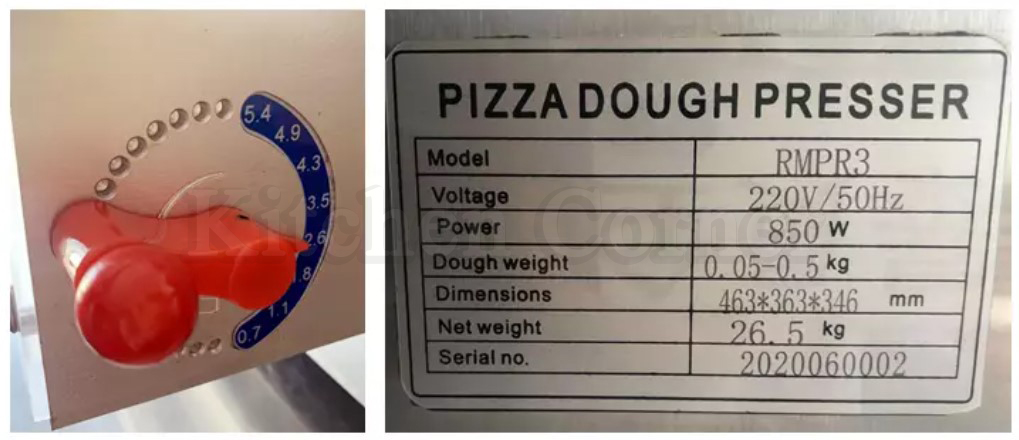 5.4
4.9
4.3
3.5
2.6
1.8
1.1
0.7
PIZZA DOUGH PRESSER
Model RMPR3
Voltage 220V/50Hz
Power 850 W
Dough weight 0.05-0.5 kg
Dimensions 463*363*346 mm
Net weight 26.5 kg
Serial no. 2020060002
Kitchen Corne